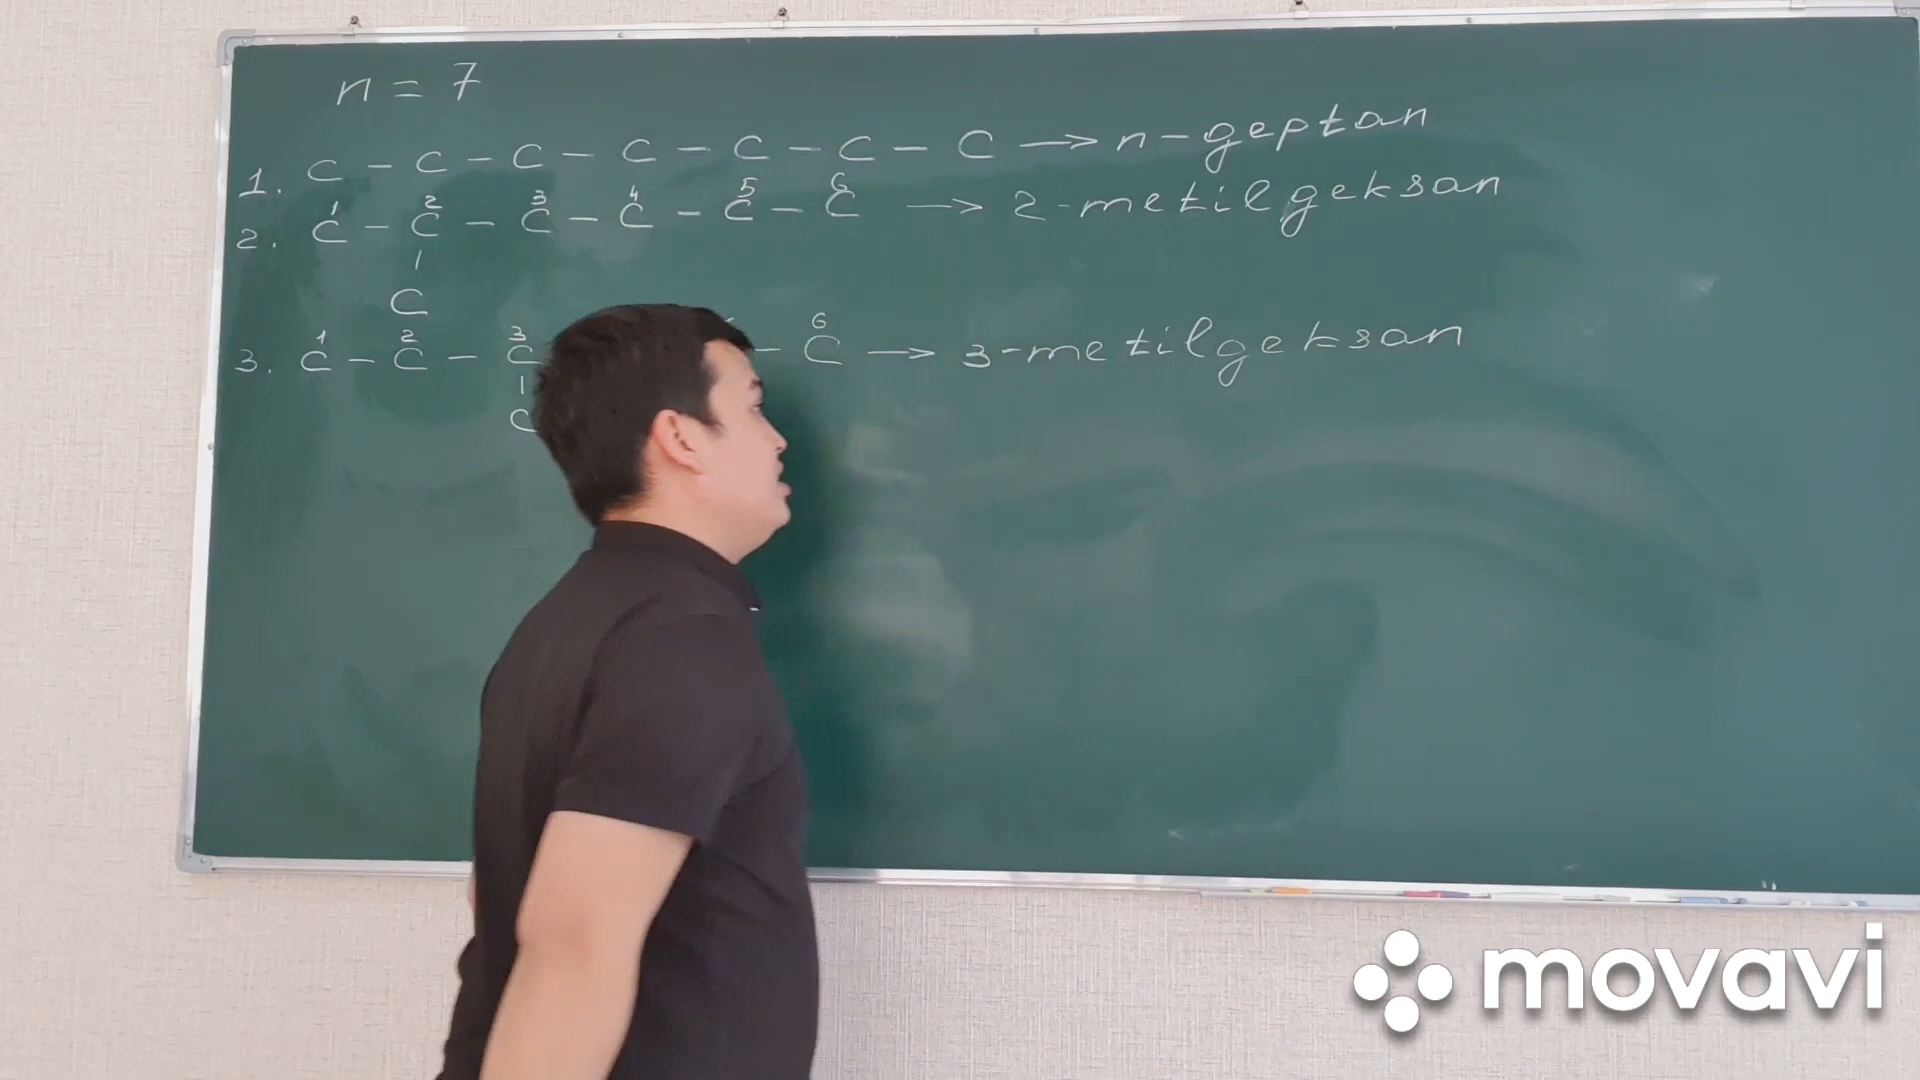 n = 7
1. C - C - C - C - C - C - C → n-geptan
1 2 3 4 5 6
2. C - C - C - C - C - C → 2-metilgeksan
|
C
1 2 3 6
3. C - C - C - C → 3-metilgeksan
|
C
movavi